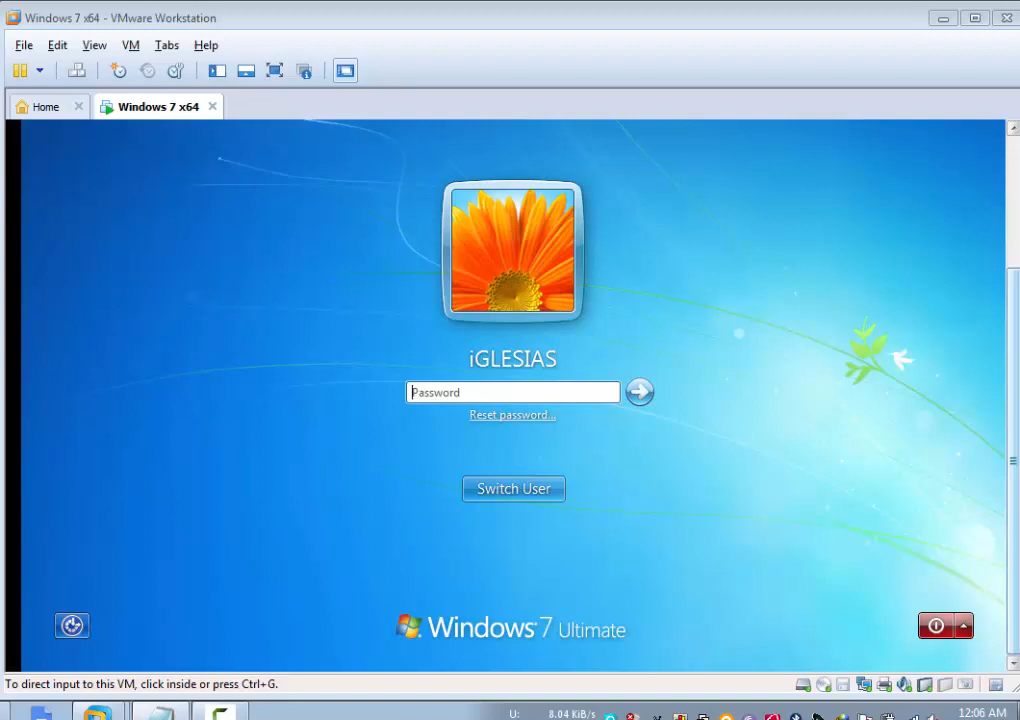 Windows 7 x64 - VMware Workstation
File Edit View VM Tabs Help
Home Windows 7 x64
iGLESIAS
Password
Reset password...
Switch User
Windows 7 Ultimate
To direct input to this VM, click inside or press Ctrl+G.
U: 8.04 KiB/s 12:06 AM